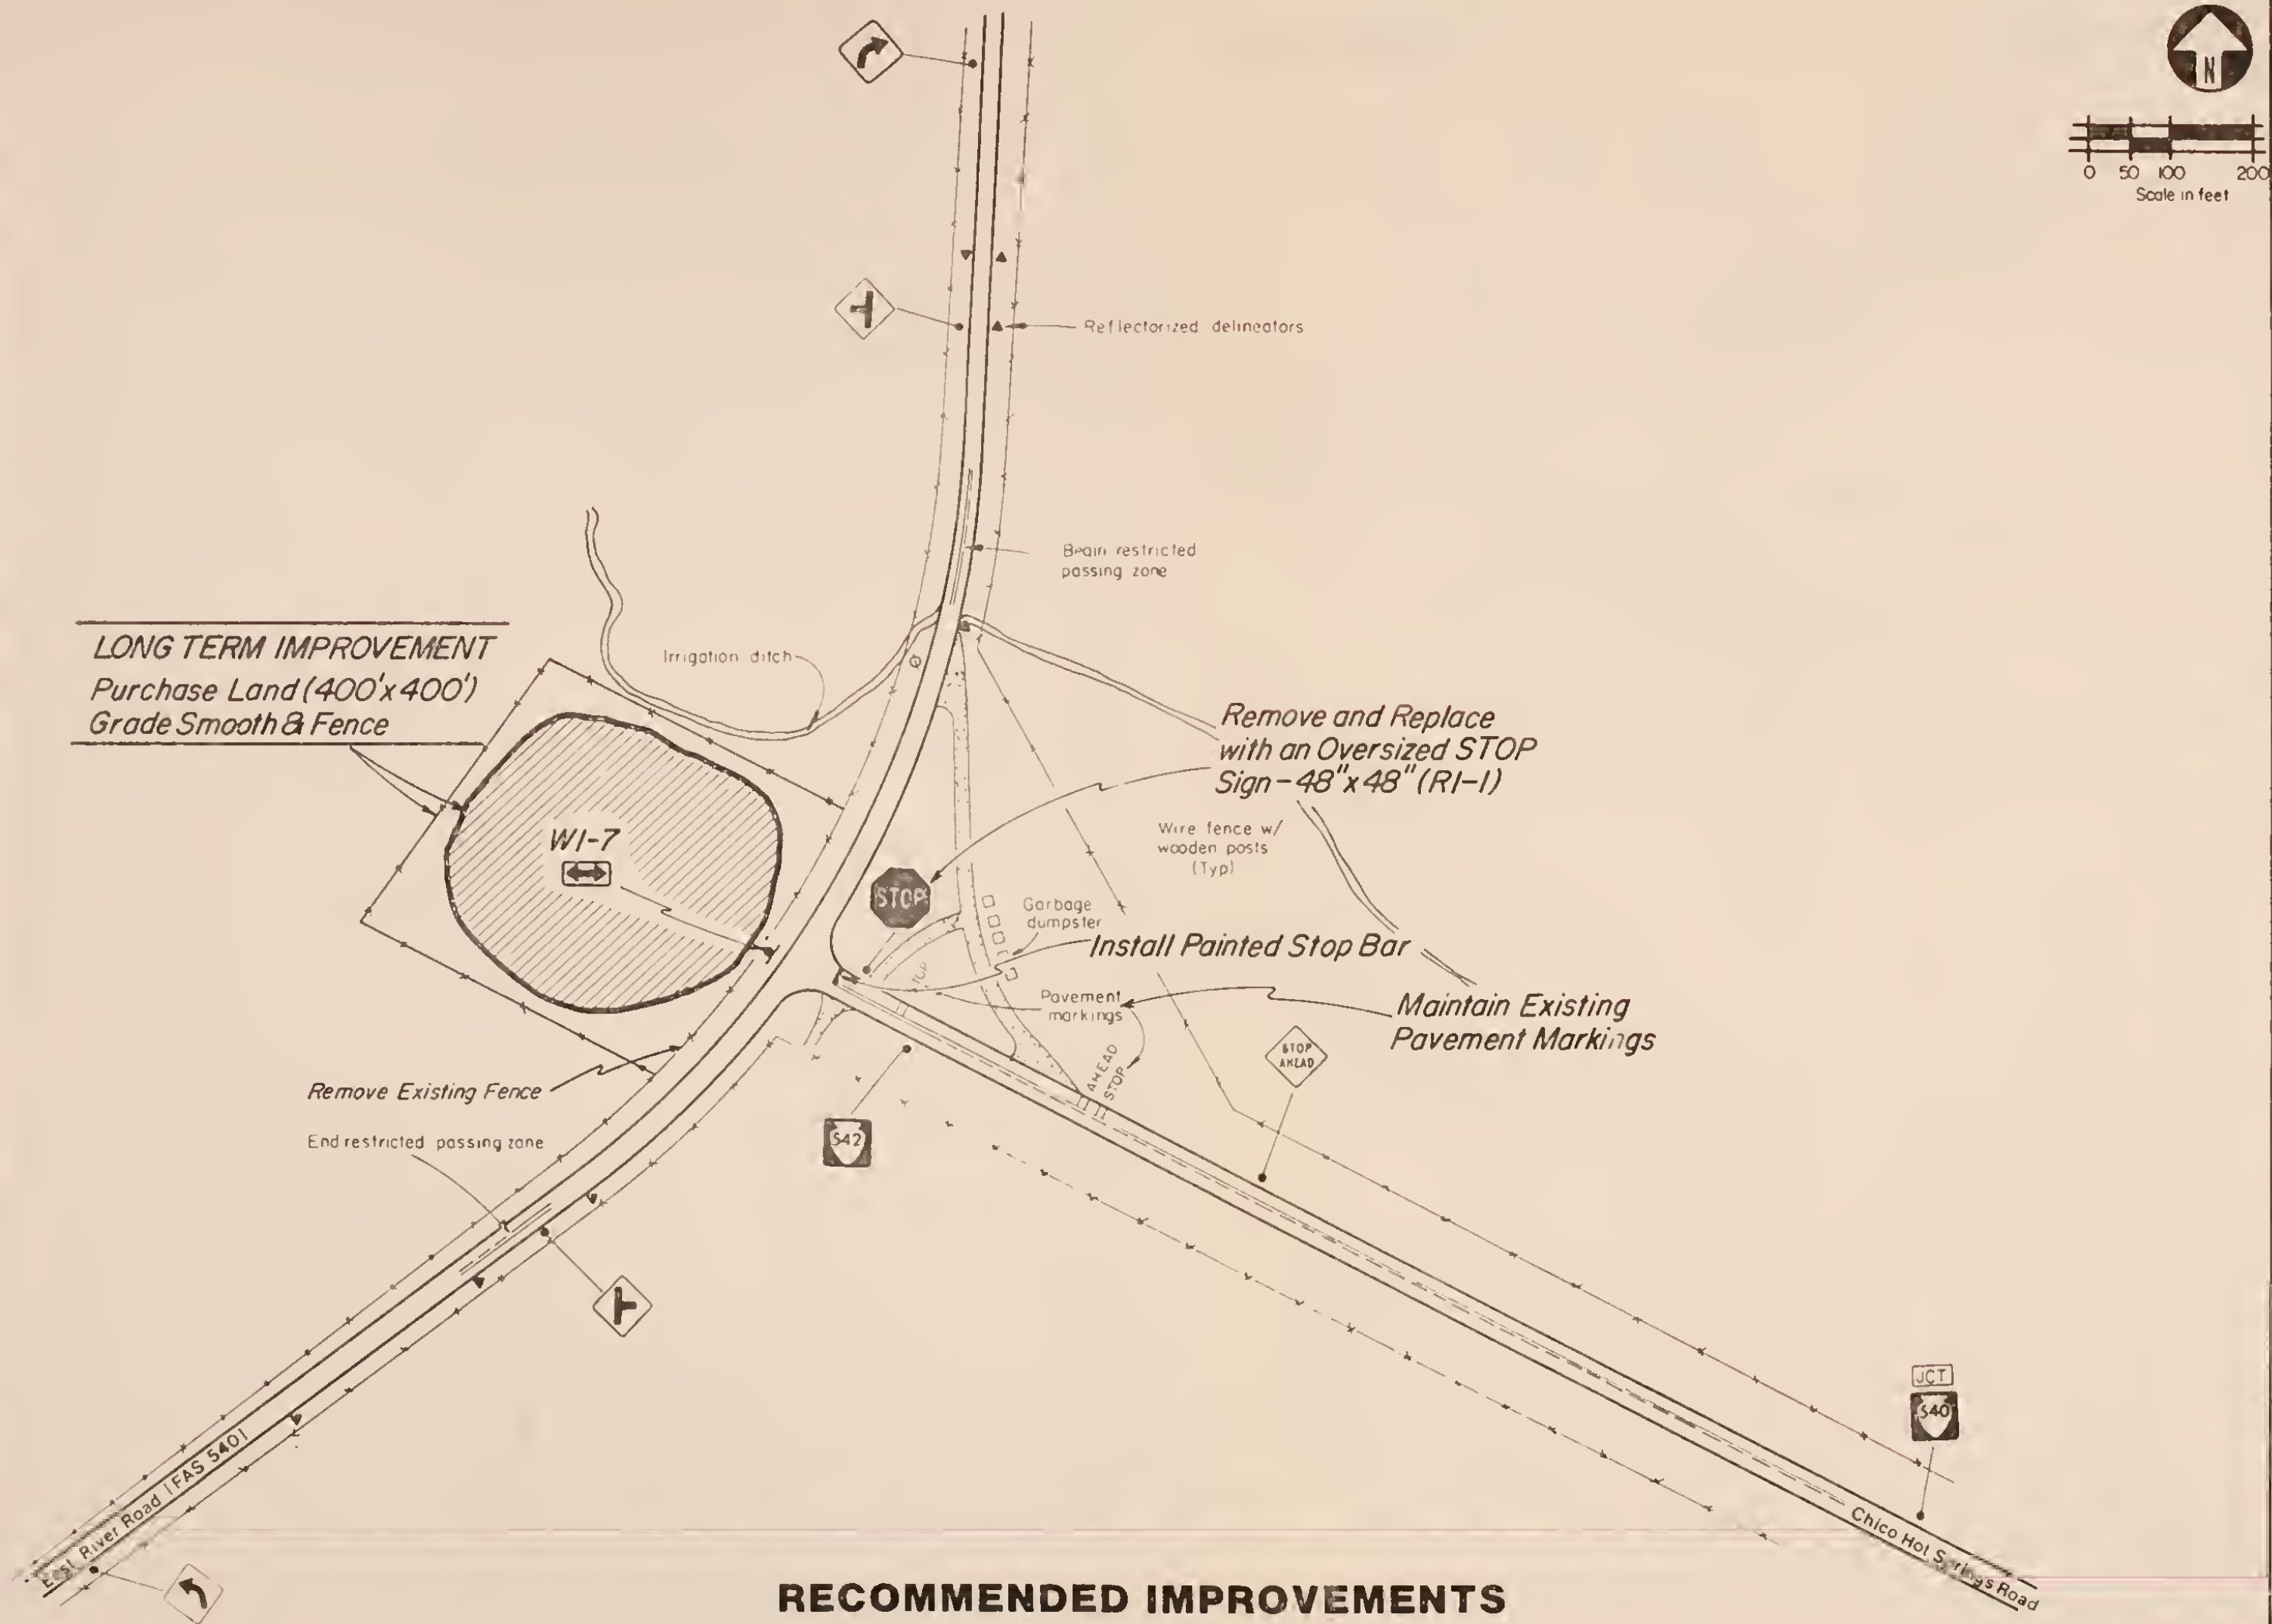 N
0 50 100 200
Scale in feet
Reflectorized delineators
Begin restricted
passing zone
LONG TERM IMPROVEMENT
Purchase Land (400'x400')
Grade Smooth & Fence
Irrigation ditch
Remove and Replace
with an Oversized STOP
Sign - 48"x48" (R1-1)
W1-7
Wire fence w/
wooden posts
(Typ)
STOP
Garbage
dumpster
Install Painted Stop Bar
STOP
Pavement
markings
Maintain Existing
Pavement Markings
STOP
AHEAD
AHEAD
STOP
Remove Existing Fence
End restricted passing zone
542
JCT
540
East River Road (FAS 540)
Chico Hot Springs Road
RECOMMENDED IMPROVEMENTS